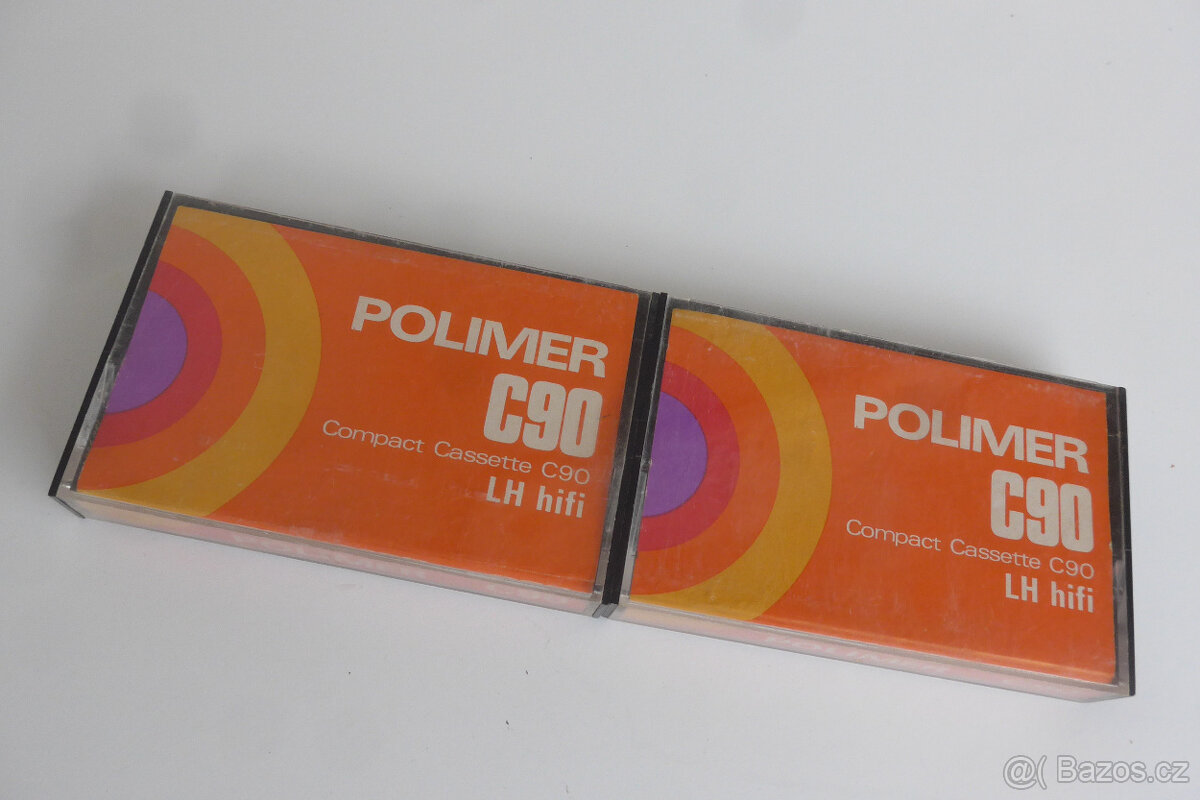 POLIMER
C90
Compact Cassette C90
LH hifi
POLIMER
C90
Compact Cassette C90
LH hifi
@( Bazos.cz